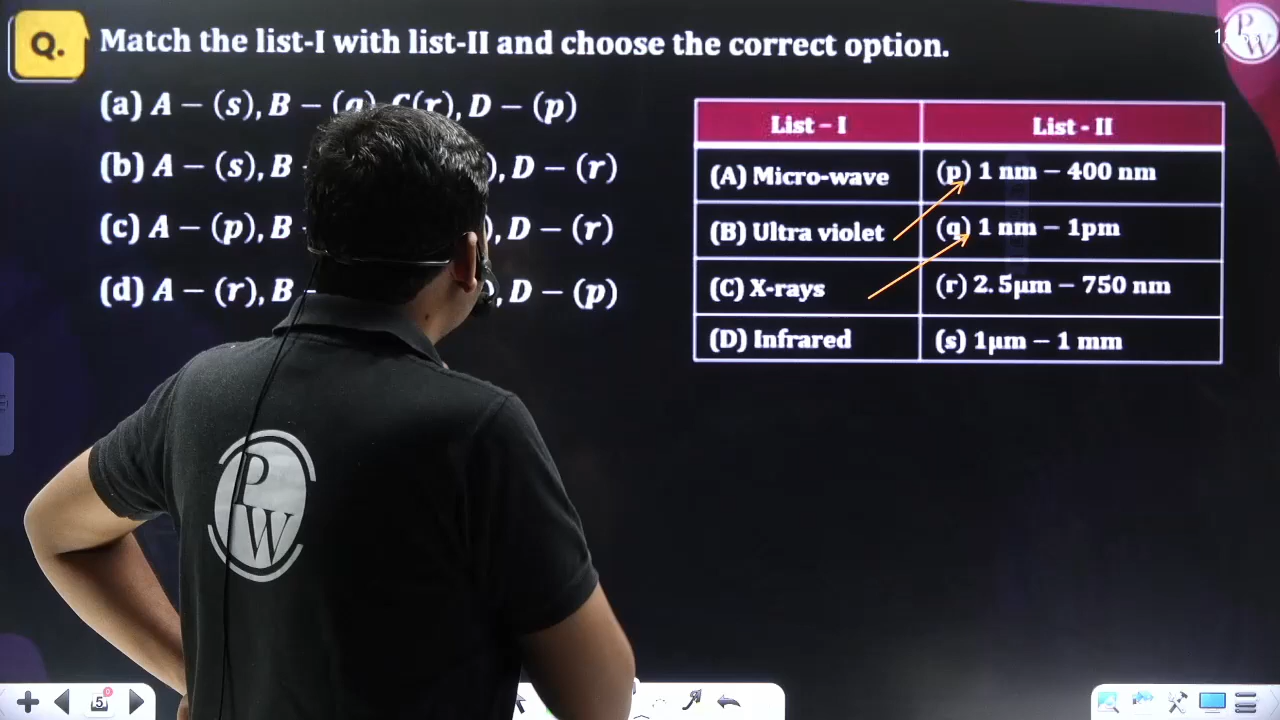 Q.
Match the list-I with list-II and choose the correct option.
(a) A – (s), B – (q), C(r), D – (p)
(b) A – (s), B ), D – (r)
(c) A – (p), B ), D – (r)
(d) A – (r), B – , D – (p)
List – I List - II
(A) Micro-wave (p) 1 nm – 400 nm
(B) Ultra violet (q) 1 nm – 1pm
(C) X-rays (r) 2.5μm – 750 nm
(D) Infrared (s) 1μm – 1 mm
P
W
P
W
5